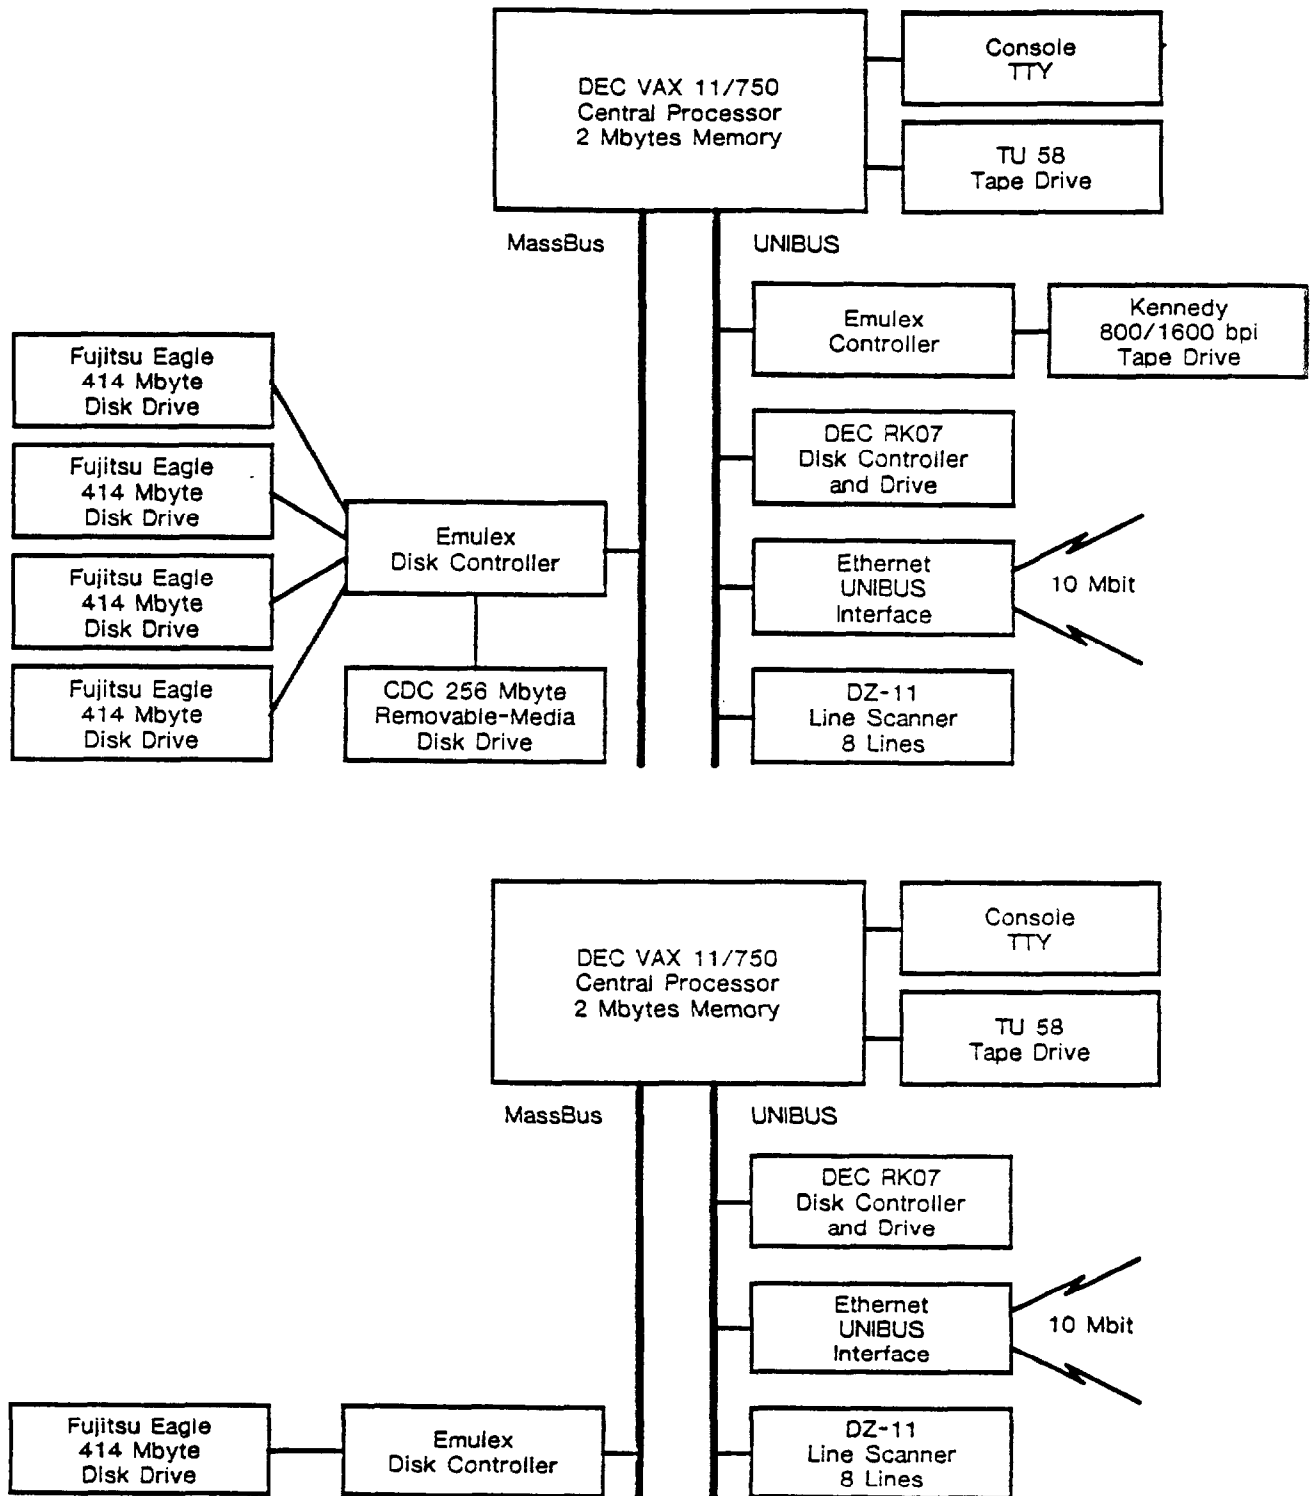 DEC VAX 11/750
Central Processor
2 Mbytes Memory
Console
TTY
TU 58
Tape Drive
MassBus
UNIBUS
Emulex
Controller
Kennedy
800/1600 bpi
Tape Drive
Fujitsu Eagle
414 Mbyte
Disk Drive
Fujitsu Eagle
414 Mbyte
Disk Drive
Fujitsu Eagle
414 Mbyte
Disk Drive
Fujitsu Eagle
414 Mbyte
Disk Drive
Emulex
Disk Controller
CDC 256 Mbyte
Removable-Media
Disk Drive
DEC RK07
Disk Controller
and Drive
Ethernet
UNIBUS
Interface
10 Mbit
DZ-11
Line Scanner
8 Lines
DEC VAX 11/750
Central Processor
2 Mbytes Memory
Console
TTY
TU 58
Tape Drive
MassBus
UNIBUS
DEC RK07
Disk Controller
and Drive
Ethernet
UNIBUS
Interface
10 Mbit
Fujitsu Eagle
414 Mbyte
Disk Drive
Emulex
Disk Controller
DZ-11
Line Scanner
8 Lines